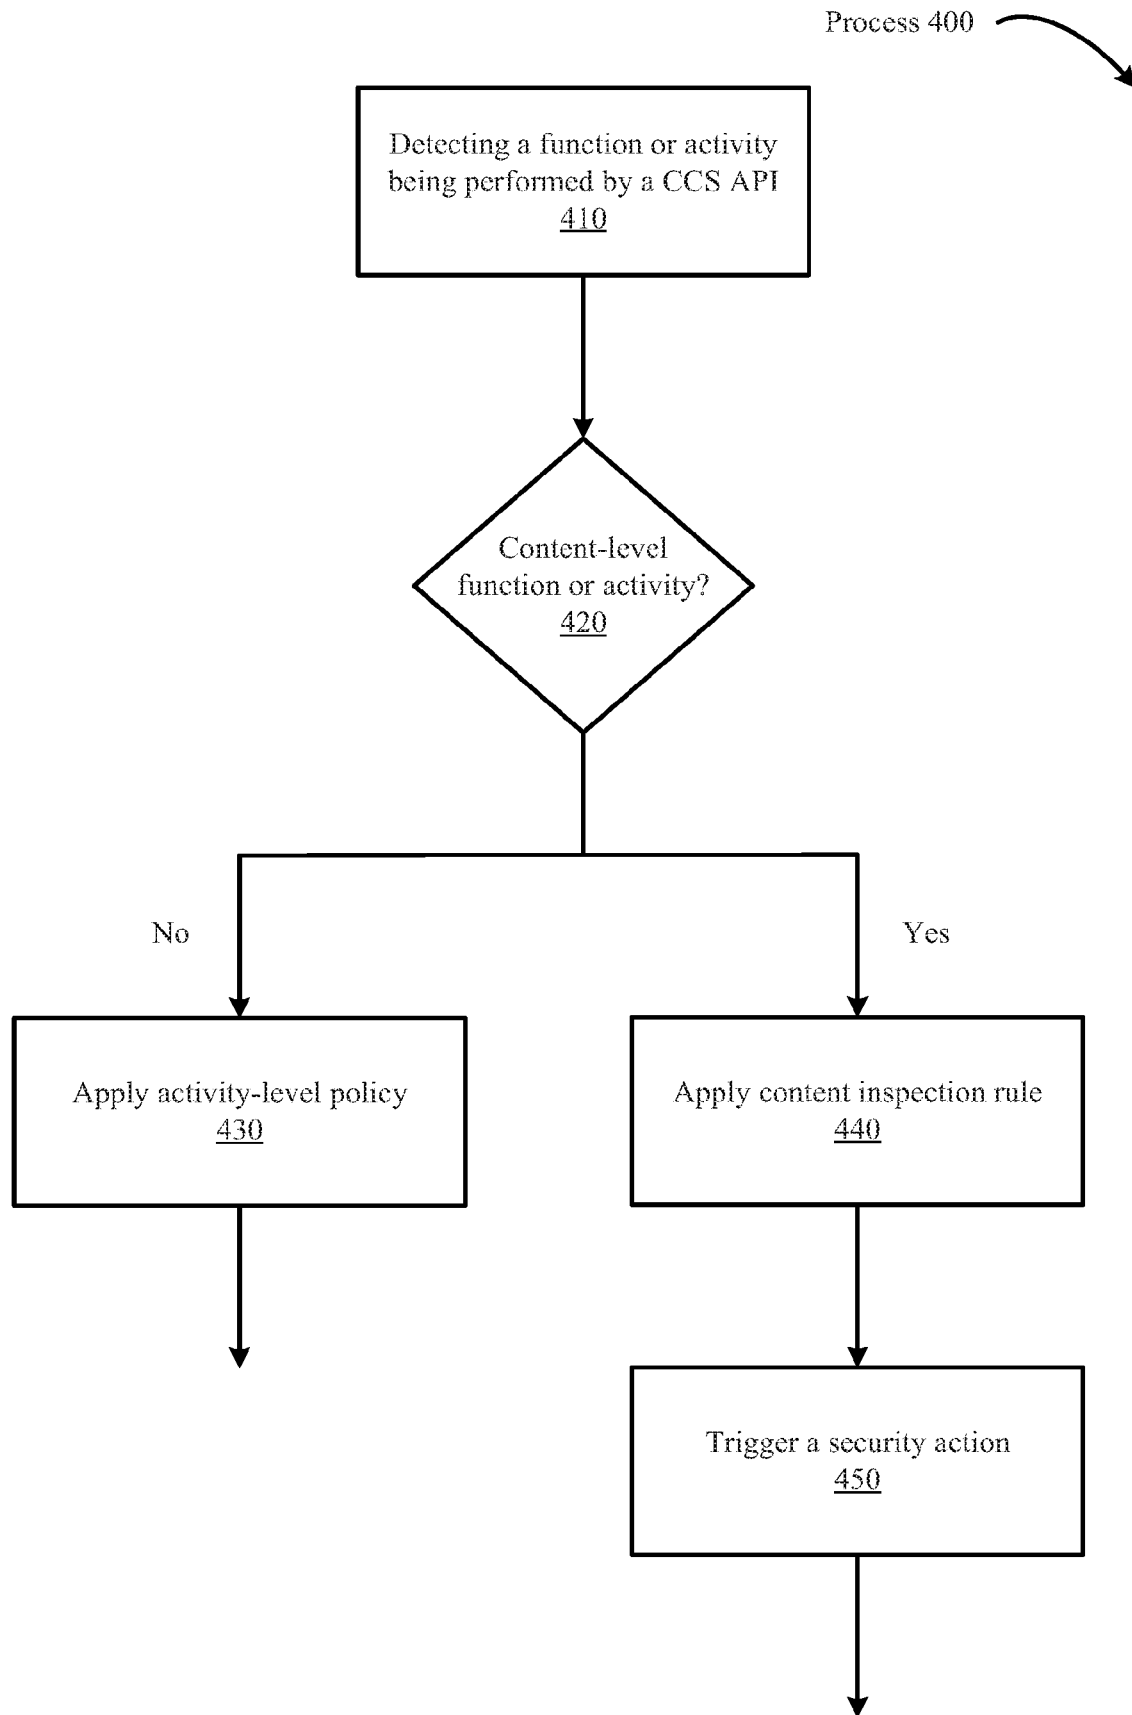 Process 400
Detecting a function or activity
being performed by a CCS API
410
Content-level
function or activity?
420
No
Yes
Apply activity-level policy
430
Apply content inspection rule
440
Trigger a security action
450